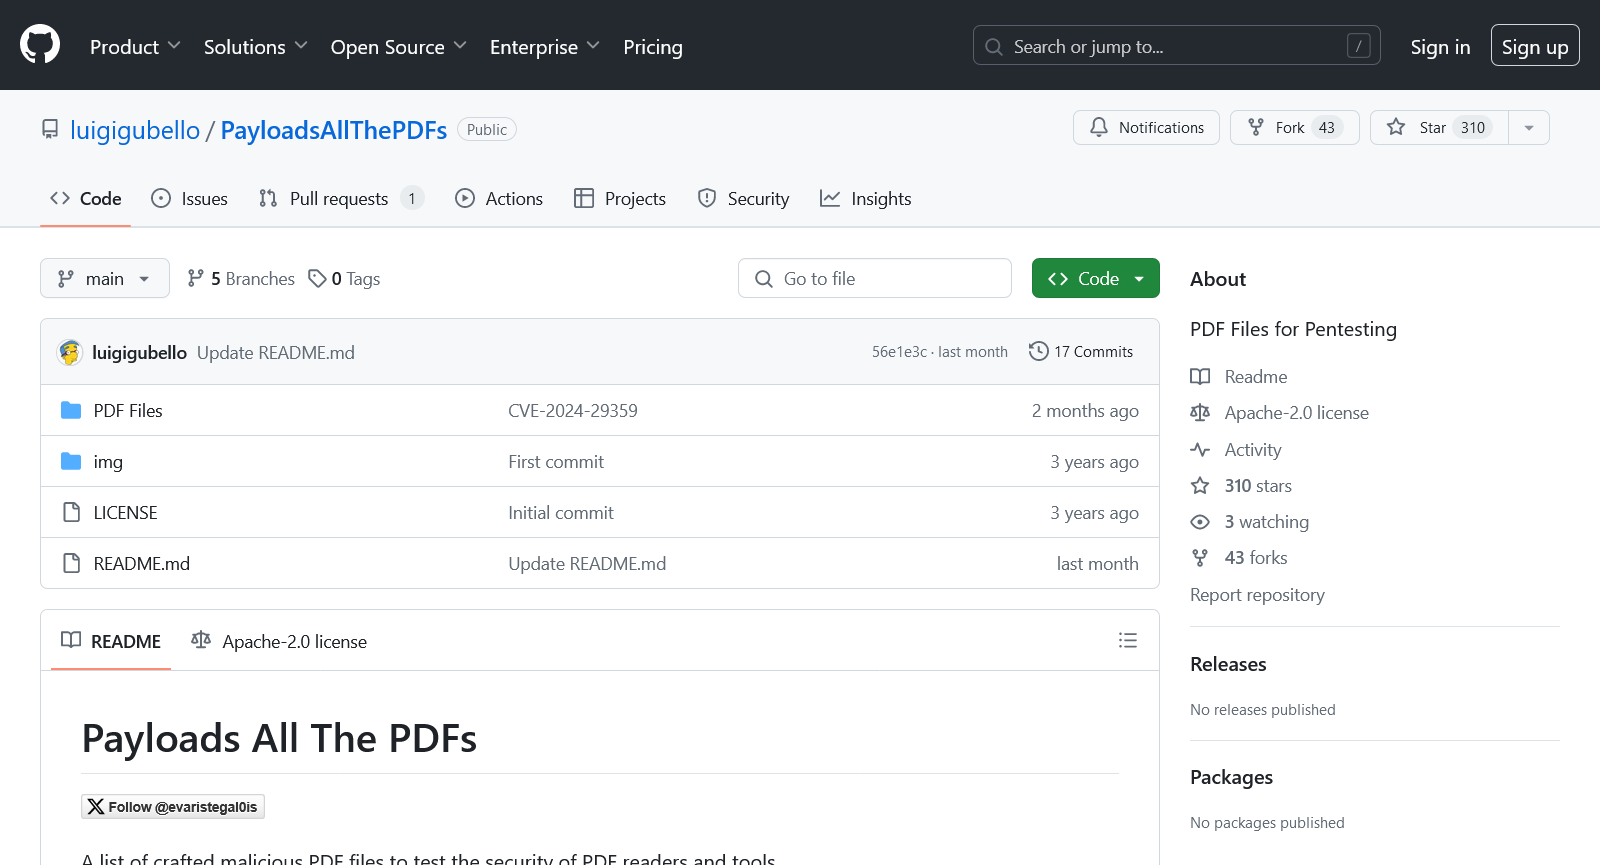 Product Solutions Open Source Enterprise Pricing Search or jump to... / Sign in Sign up
luigigubello / PayloadsAllThePDFs Public Notifications Fork 43 Star 310
Code Issues Pull requests 1 Actions Projects Security Insights
main 5 Branches 0 Tags Go to file Code
luigigubello Update README.md 56e1e3c · last month 17 Commits
PDF Files CVE-2024-29359 2 months ago
img First commit 3 years ago
LICENSE Initial commit 3 years ago
README.md Update README.md last month
README Apache-2.0 license
Payloads All The PDFs
Follow @evaristegal0is
A list of crafted malicious PDF files to test the security of PDF readers and tools.
About
PDF Files for Pentesting
Readme
Apache-2.0 license
Activity
310 stars
3 watching
43 forks
Report repository
Releases
No releases published
Packages
No packages published